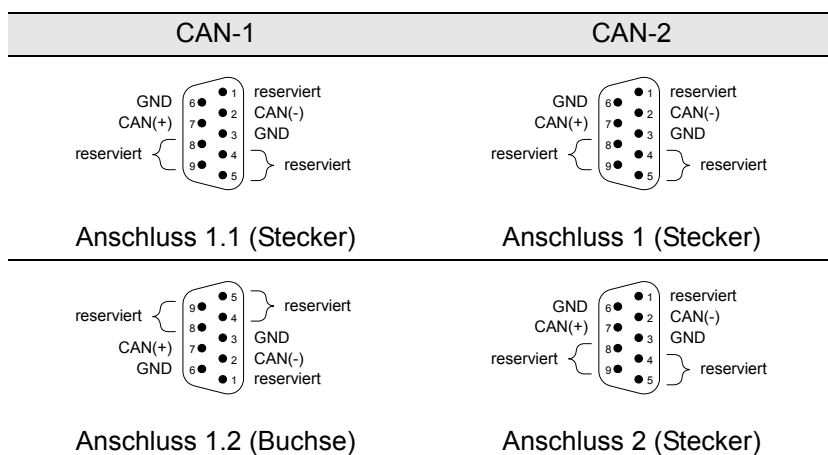 CAN-1 CAN-2
GND 6 1 reserviert
CAN(+) 7 2 CAN(-)
3 GND
reserviert 8 4 reserviert
9 5
Anschluss 1.1 (Stecker)
GND 6 1 reserviert
CAN(+) 7 2 CAN(-)
3 GND
reserviert 8 4 reserviert
9 5
Anschluss 1 (Stecker)
reserviert 9 5 reserviert
8 4
CAN(+) 7 3 GND
GND 6 2 CAN(-)
1 reserviert
Anschluss 1.2 (Buchse)
GND 6 1 reserviert
CAN(+) 7 2 CAN(-)
3 GND
reserviert 8 4 reserviert
9 5
Anschluss 2 (Stecker)